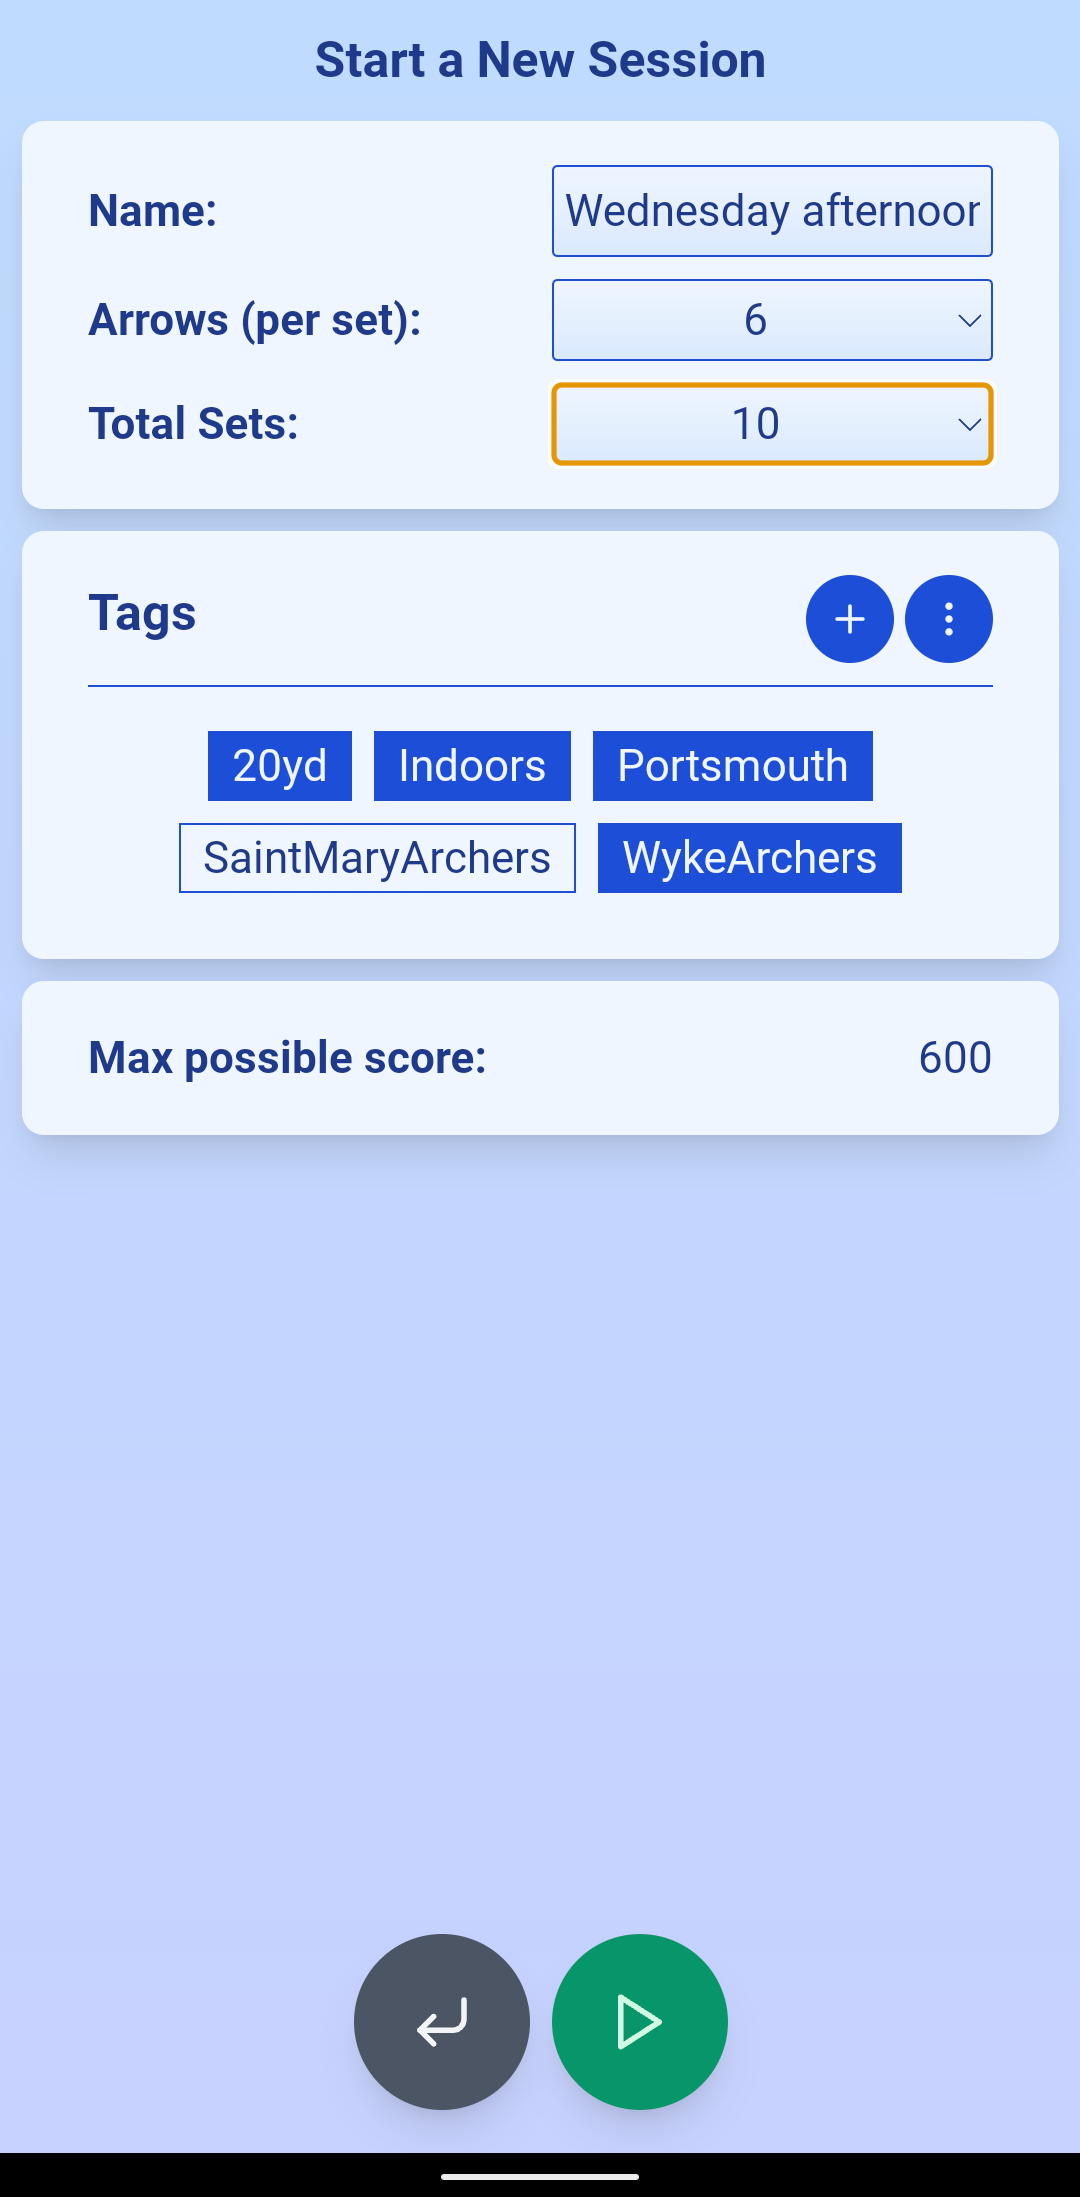 Start a New Session
Name: Wednesday afternoon
Arrows (per set): 6
Total Sets: 10
Tags
20yd Indoors Portsmouth
SaintMaryArchers WykeArchers
Max possible score: 600